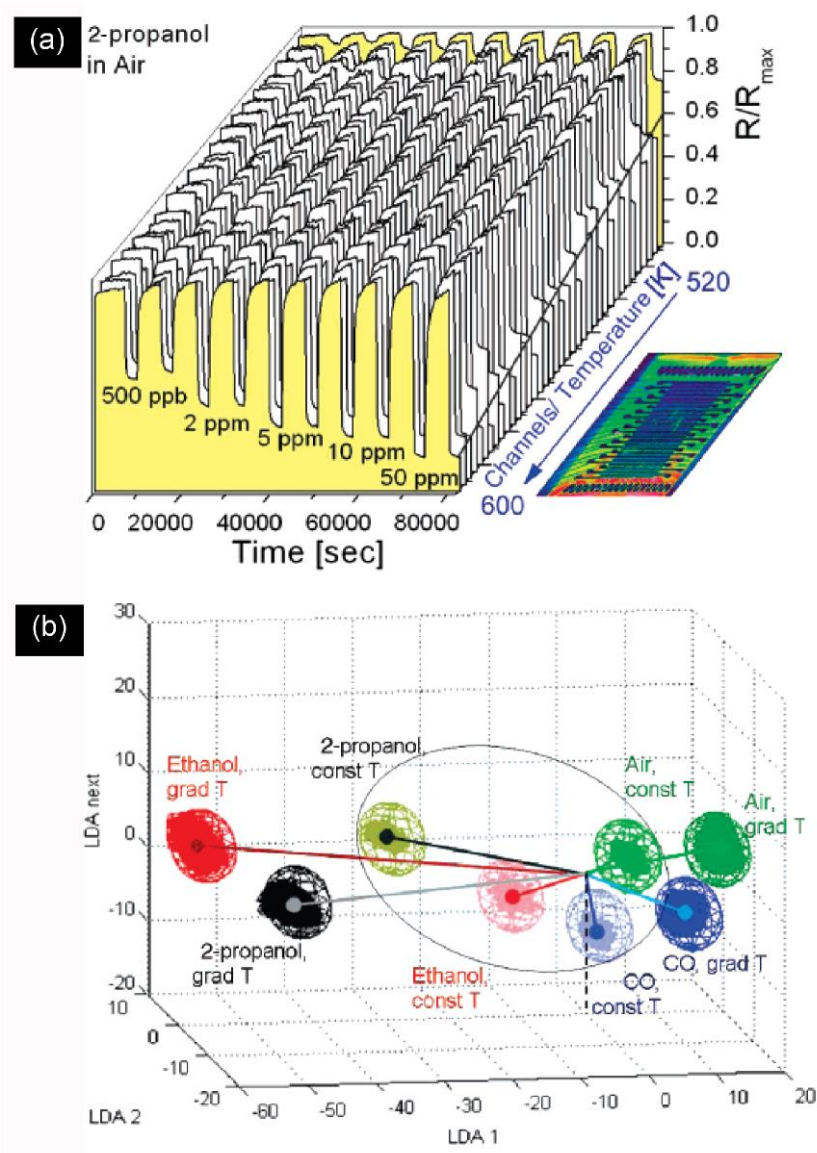 (a)
2-propanol
in Air
1.0
0.8
0.6
0.4
0.2
0.0
R/Rmax
500 ppb
2 ppm
5 ppm
10 ppm
50 ppm
Channels/ Temperature [K]
520
600
0 20000 40000 60000 80000
Time [sec]
(b)
30
20
10
0
-10
-20
LDA next
Ethanol,
grad T
2-propanol,
const T
Air,
const T
Air,
grad T
2-propanol,
grad T
Ethanol,
const T
CO,
const T
CO, grad T
10
0
-10
-20
LDA 2
-60 -50 -40 -30 -20 -10 0 10 20
LDA 1